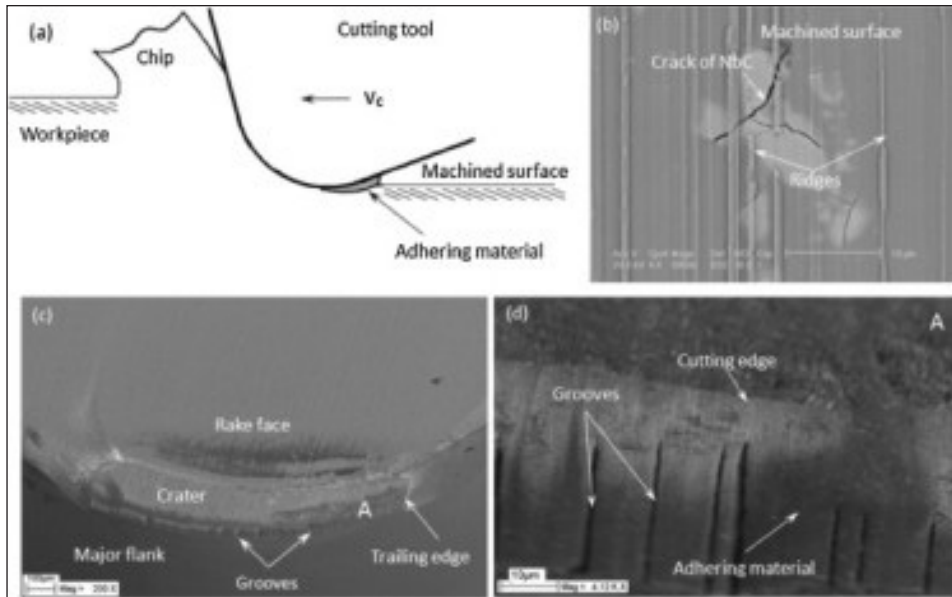 (a)
Cutting tool
Chip
Vc
Workpiece
Machined surface
Adhering material
(b)
Machined surface
Crack of NbC
Ridges
(c)
Rake face
Crater
A
Major flank
Grooves
Trailing edge
(d)
A
Cutting edge
Grooves
Adhering material
10µm